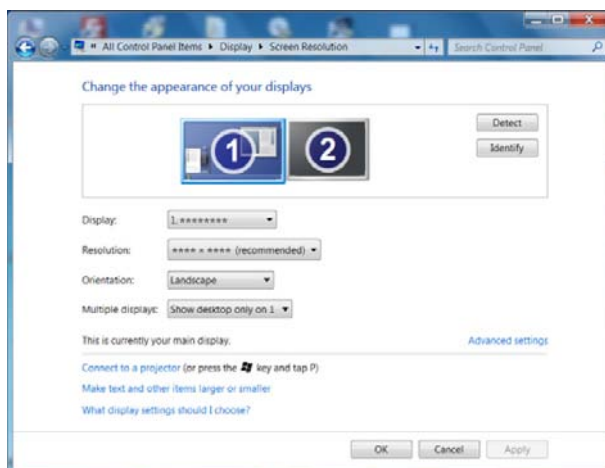 « All Control Panel Items ▸ Display ▸ Screen Resolution
Search Control Panel
Change the appearance of your displays
1 2
Detect
Identify
Display: 1. ********
Resolution: **** × **** (recommended)
Orientation: Landscape
Multiple displays: Show desktop only on 1
This is currently your main display. Advanced settings
Connect to a projector (or press the key and tap P)
Make text and other items larger or smaller
What display settings should I choose?
OK Cancel Apply